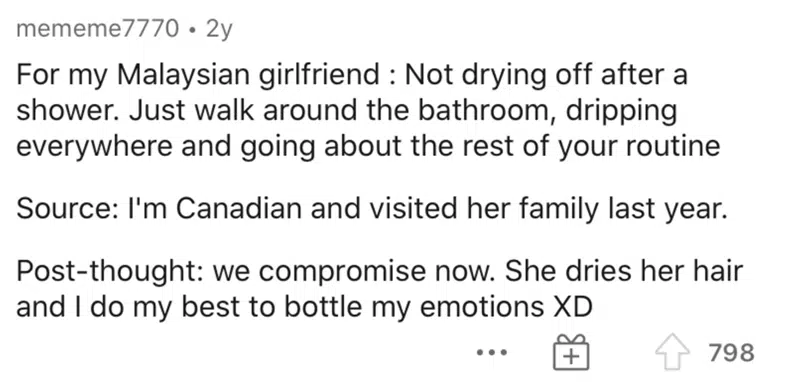 mememe7770 • 2y
For my Malaysian girlfriend : Not drying off after a
shower. Just walk around the bathroom, dripping
everywhere and going about the rest of your routine
Source: I'm Canadian and visited her family last year.
Post-thought: we compromise now. She dries her hair
and I do my best to bottle my emotions XD
798